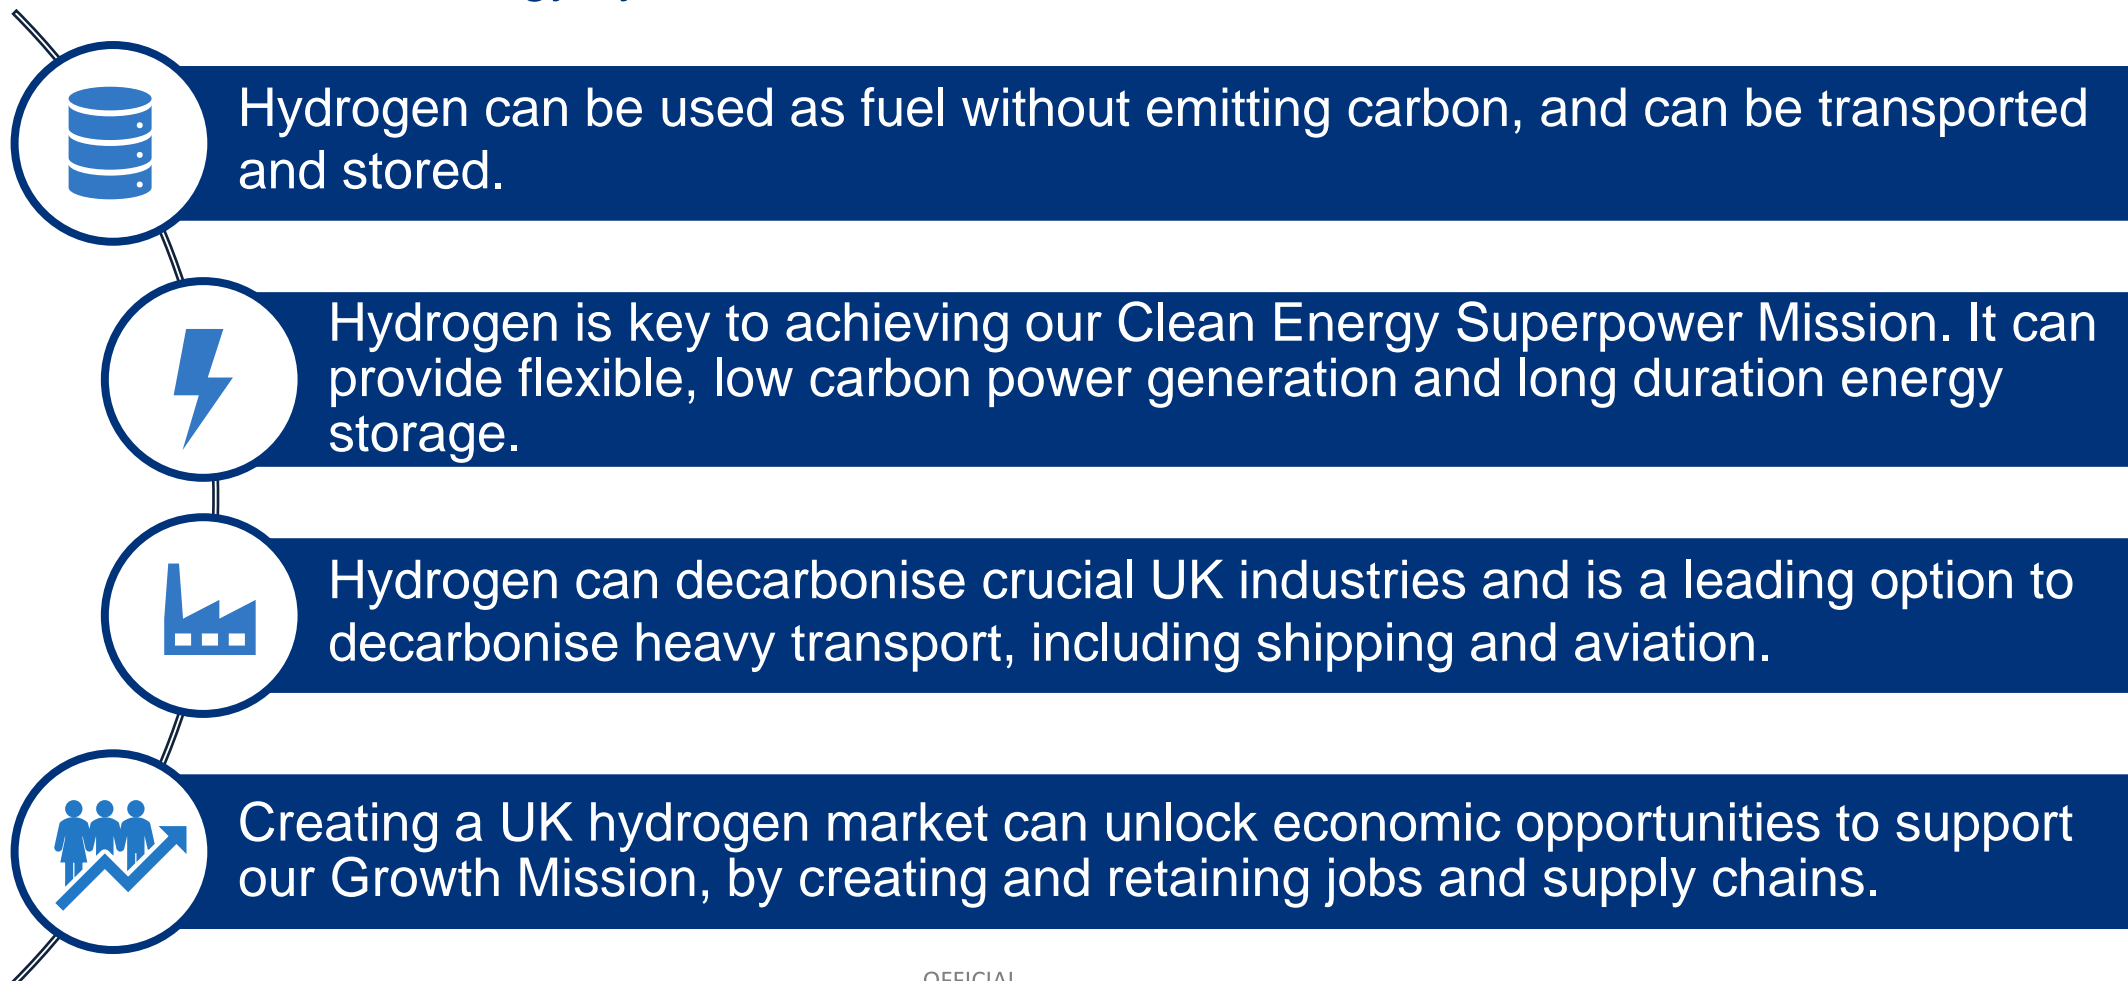 Hydrogen can be used as fuel without emitting carbon, and can be transported
and stored.
Hydrogen is key to achieving our Clean Energy Superpower Mission. It can
provide flexible, low carbon power generation and long duration energy
storage.
Hydrogen can decarbonise crucial UK industries and is a leading option to
decarbonise heavy transport, including shipping and aviation.
Creating a UK hydrogen market can unlock economic opportunities to support
our Growth Mission, by creating and retaining jobs and supply chains.
OFFICIAL